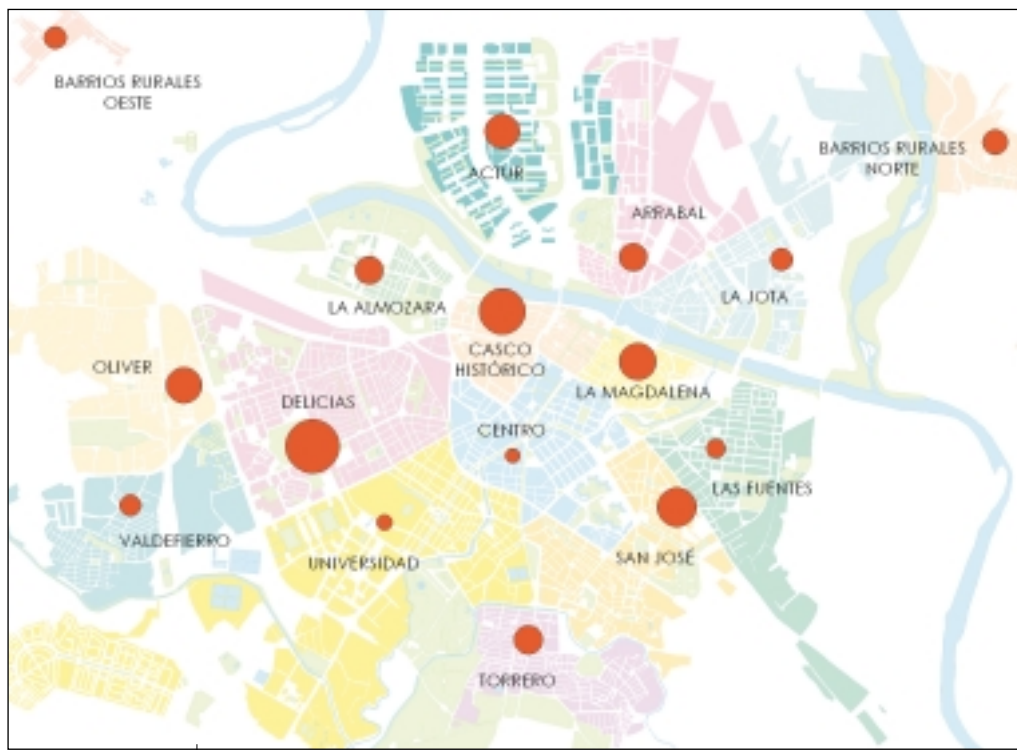 BARRIOS RURALES
OESTE
ACTUR
BARRIOS RURALES
NORTE
ARRABAL
LA JOTA
LA ALMOZARA
CASCO
HISTÓRICO
OLIVER
DELICIAS
LA MAGDALENA
CENTRO
LAS FUENTES
VALDEFIERRO
UNIVERSIDAD
SAN JOSÉ
TORRERO